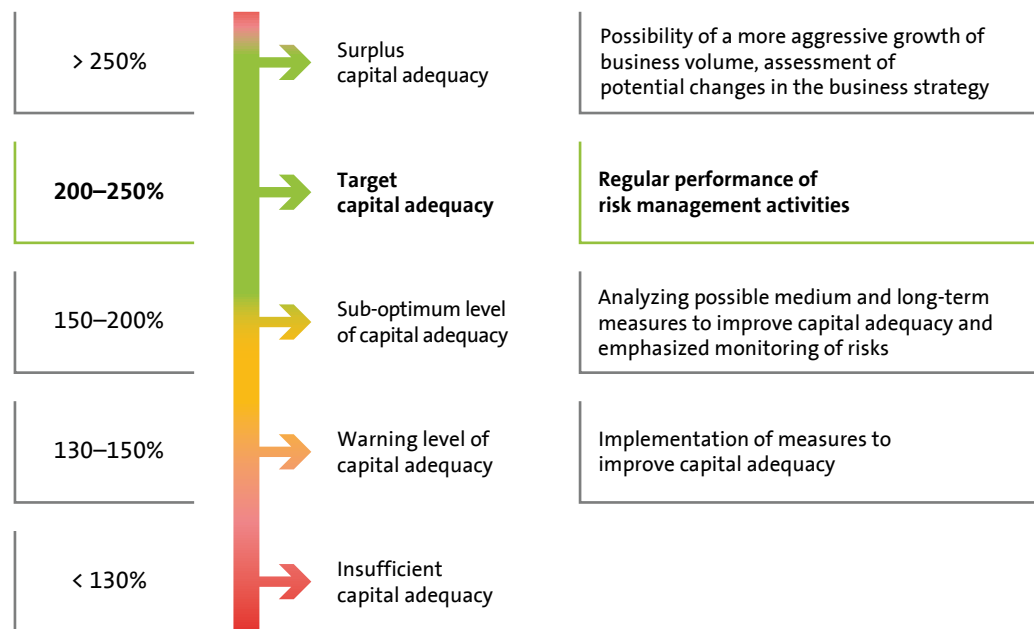 > 250%
Surplus
capital adequacy
Possibility of a more aggressive growth of
business volume, assessment of
potential changes in the business strategy
200–250%
Target
capital adequacy
Regular performance of
risk management activities
150–200%
Sub-optimum level
of capital adequacy
Analyzing possible medium and long-term
measures to improve capital adequacy and
emphasized monitoring of risks
130–150%
Warning level of
capital adequacy
Implementation of measures to
improve capital adequacy
< 130%
Insufficient
capital adequacy